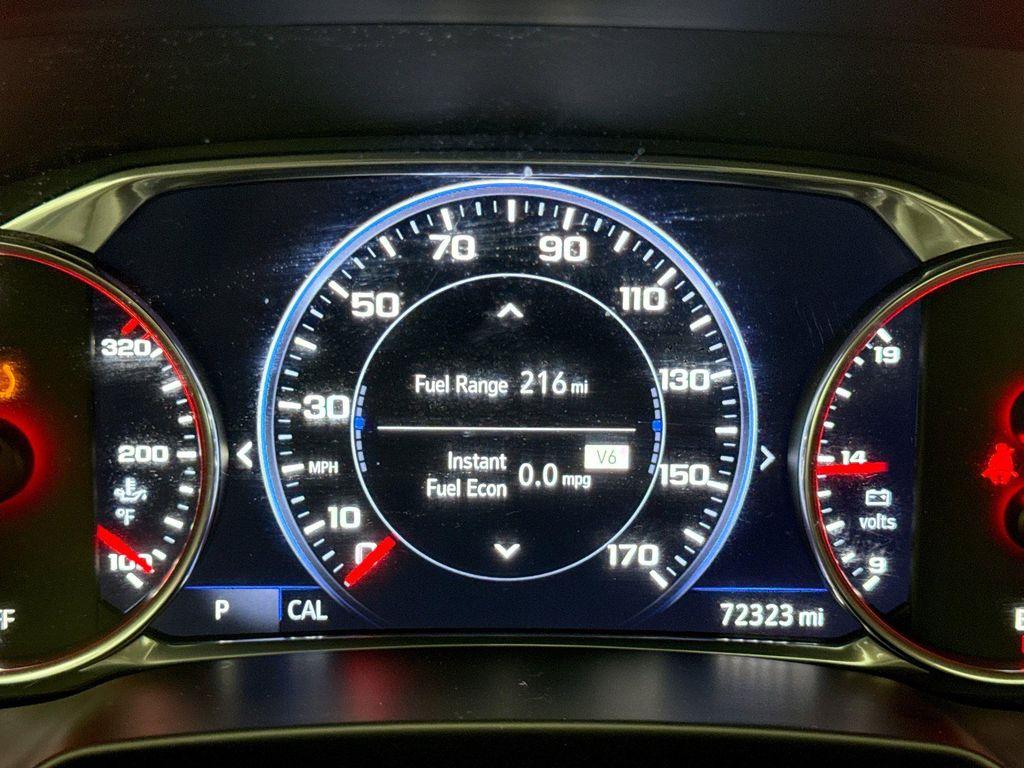 70 90
50 110
30 130
MPH 150
10 170
0
Fuel Range 216 mi
Instant V6
Fuel Econ 0.0 mpg
320
200
°F
100
19
14
volts
9
P CAL 72323 mi